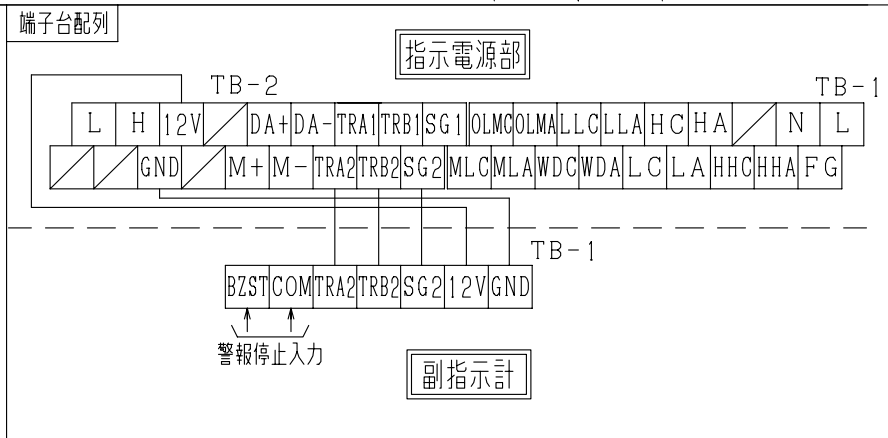 端子台配列
指示電源部
TB-2
TB-1
L H 12V DA+ DA- TRA1 TRB1 SG1 OLMC OLMA LLC LLA HC HA N L
GND M+ M- TRA2 TRB2 SG2 MLC MLA WDC WDA LC LA HHC HHA FG
TB-1
BZST COM TRA2 TRB2 SG2 12V GND
警報停止入力
副指示計